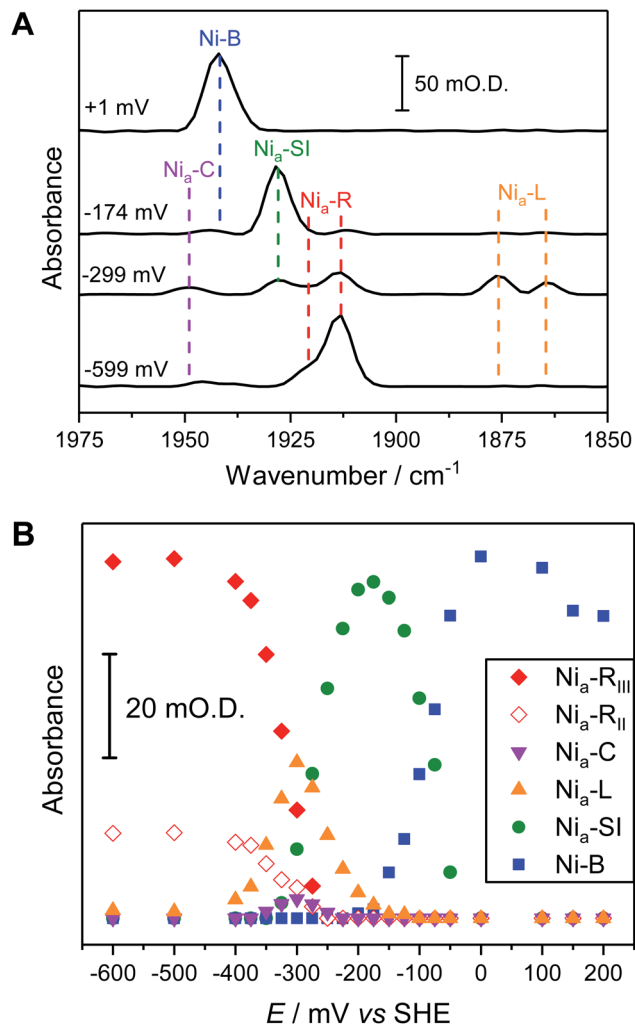 A
Ni-B
50 mO.D.
+1 mV
Niₐ-SI
Niₐ-C
Niₐ-R
Niₐ-L
-174 mV
-299 mV
-599 mV
Absorbance
1975 1950 1925 1900 1875 1850
Wavenumber / cm⁻¹
B
20 mO.D.
Absorbance
Niₐ-R_III
Niₐ-R_II
Niₐ-C
Niₐ-L
Niₐ-SI
Ni-B
-600 -500 -400 -300 -200 -100 0 100 200
E / mV vs SHE